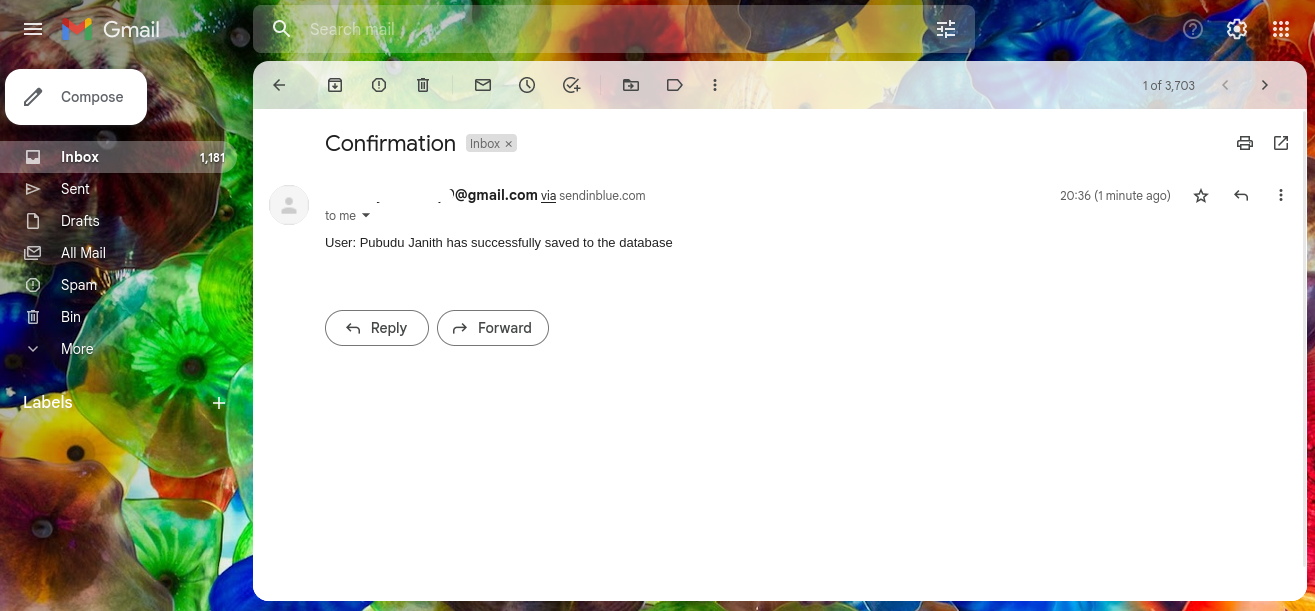 Gmail
Search mail
Compose
1 of 3,703
Inbox 1,181
Sent
Drafts
All Mail
Spam
Bin
More
Labels
Confirmation Inbox ×
@gmail.com via sendinblue.com 20:36 (1 minute ago)
to me
User: Pubudu Janith has successfully saved to the database
Reply Forward